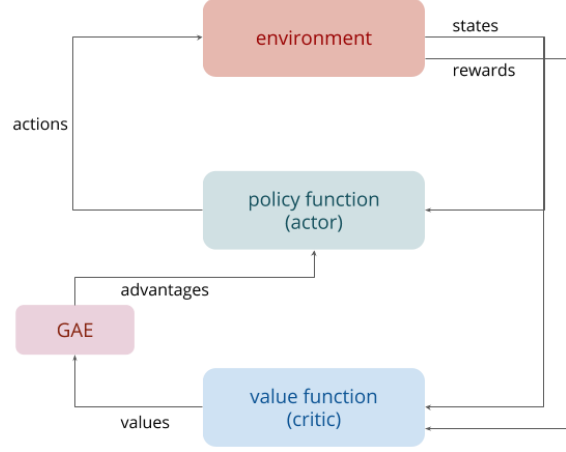 environment
states
rewards
actions
policy function
(actor)
advantages
GAE
value function
(critic)
values